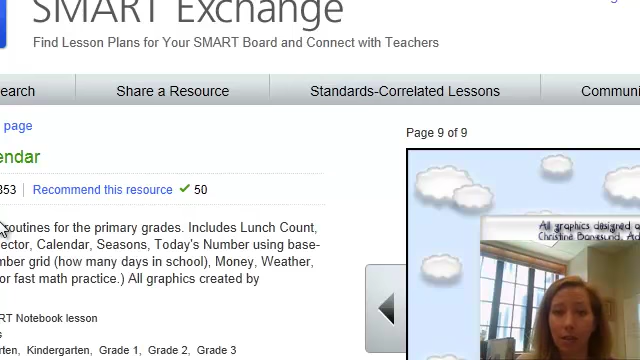 SMART Exchange
Find Lesson Plans for Your SMART Board and Connect with Teachers
earch Share a Resource Standards-Correlated Lessons Communi
page
Page 9 of 9
endar
353 Recommend this resource 50
outines for the primary grades. Includes Lunch Count,
ector, Calendar, Seasons, Today's Number using base-
mber grid (how many days in school), Money, Weather,
or fast math practice.) All graphics created by
All graphics designed
Christine
RT Notebook lesson
s
rten, Kindergarten, Grade 1, Grade 2, Grade 3